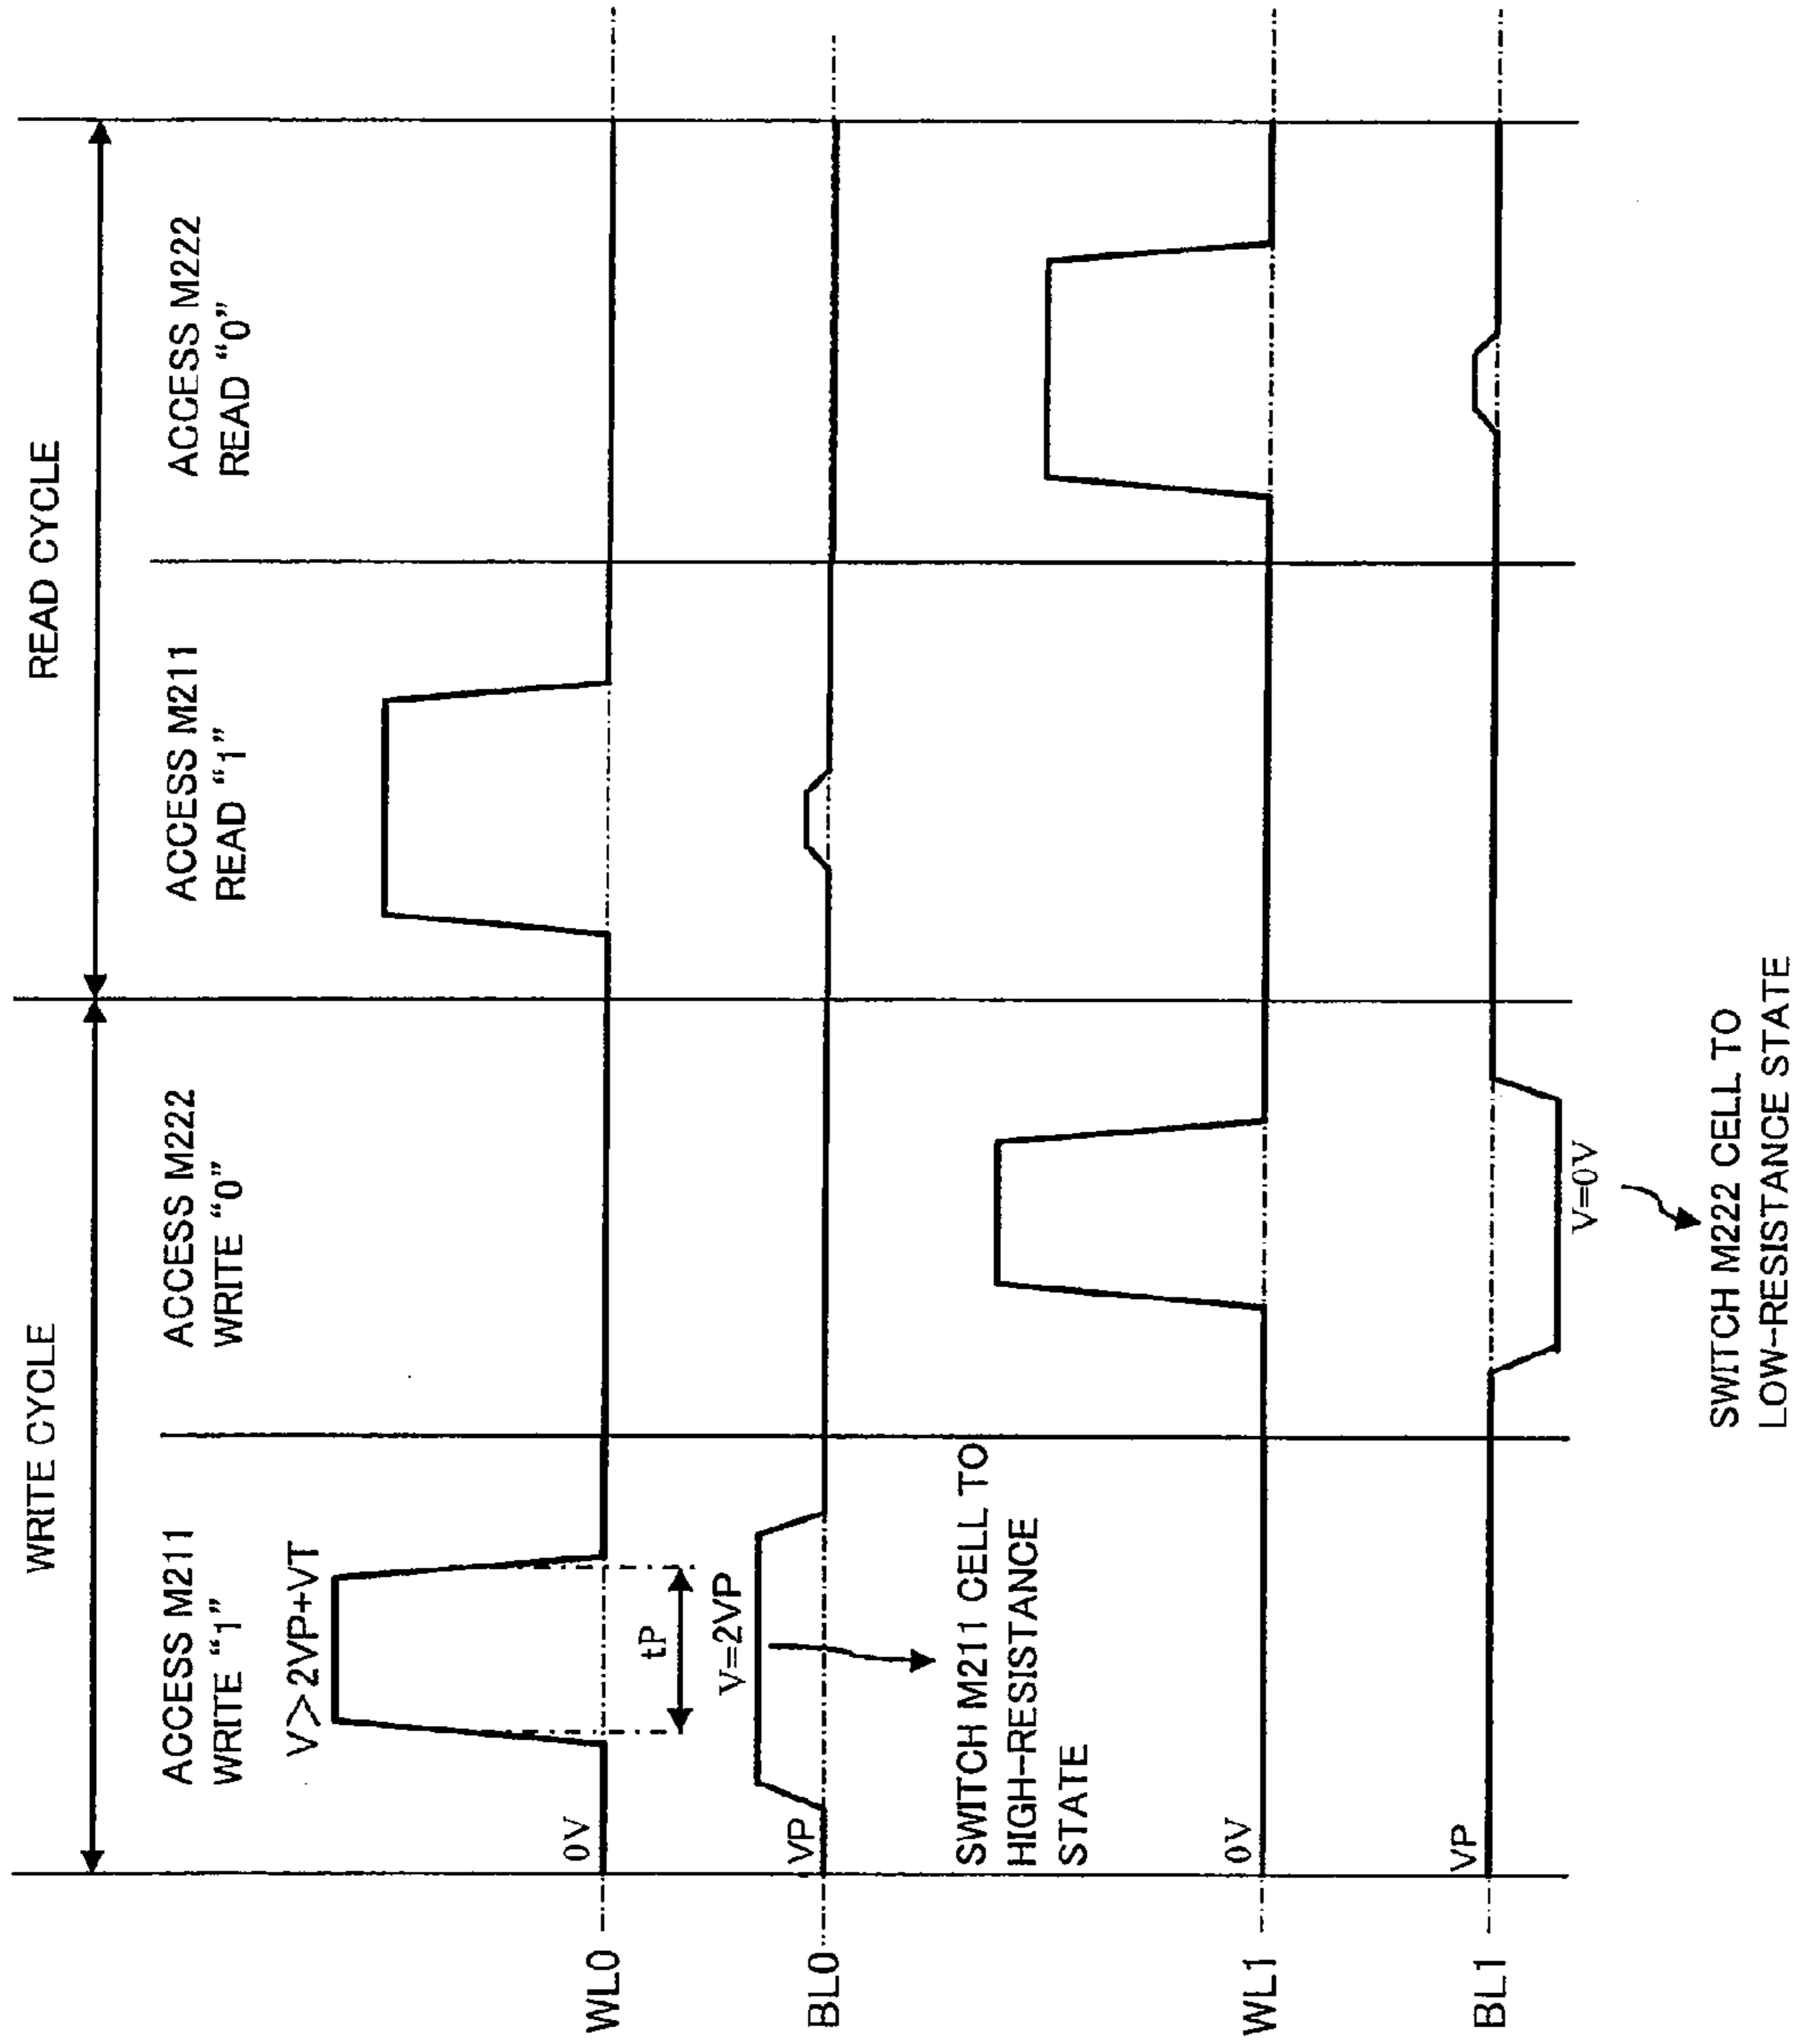 WRITE CYCLE
READ CYCLE
ACCESS M211
WRITE “1”
ACCESS M222
WRITE “0”
ACCESS M211
READ “1”
ACCESS M222
READ “0”
V>2VP+VT
0V
WL0
tP
V=2VP
VP
BL0
SWITCH M211 CELL TO
HIGH-RESISTANCE
STATE
0V
WL1
VP
BL1
V=0V
SWITCH M222 CELL TO
LOW-RESISTANCE STATE